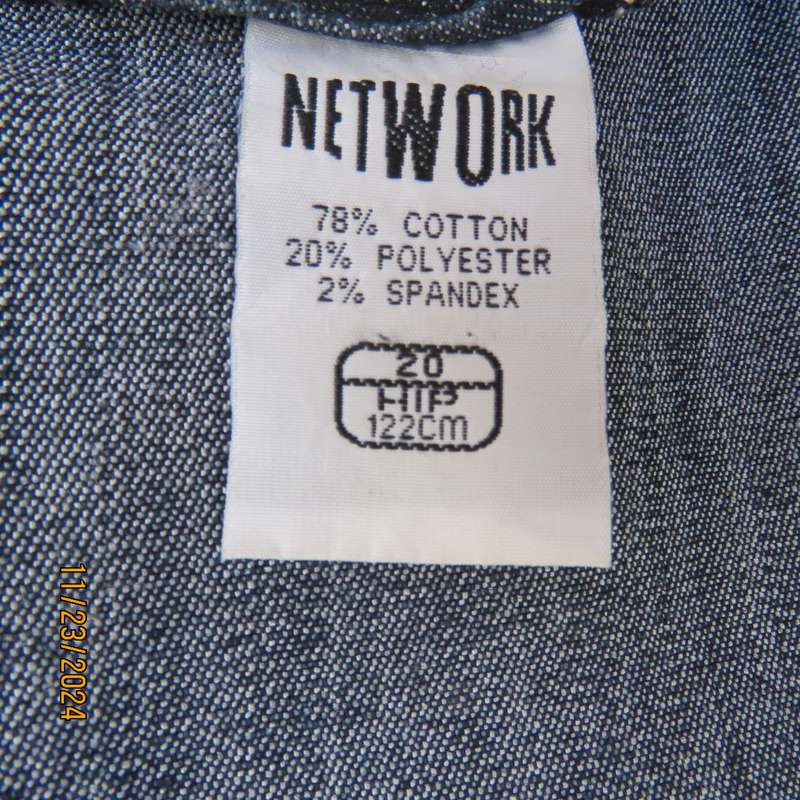 NETWORK
78% COTTON
20% POLYESTER
2% SPANDEX
20
HIP
122CM
11/23/2024